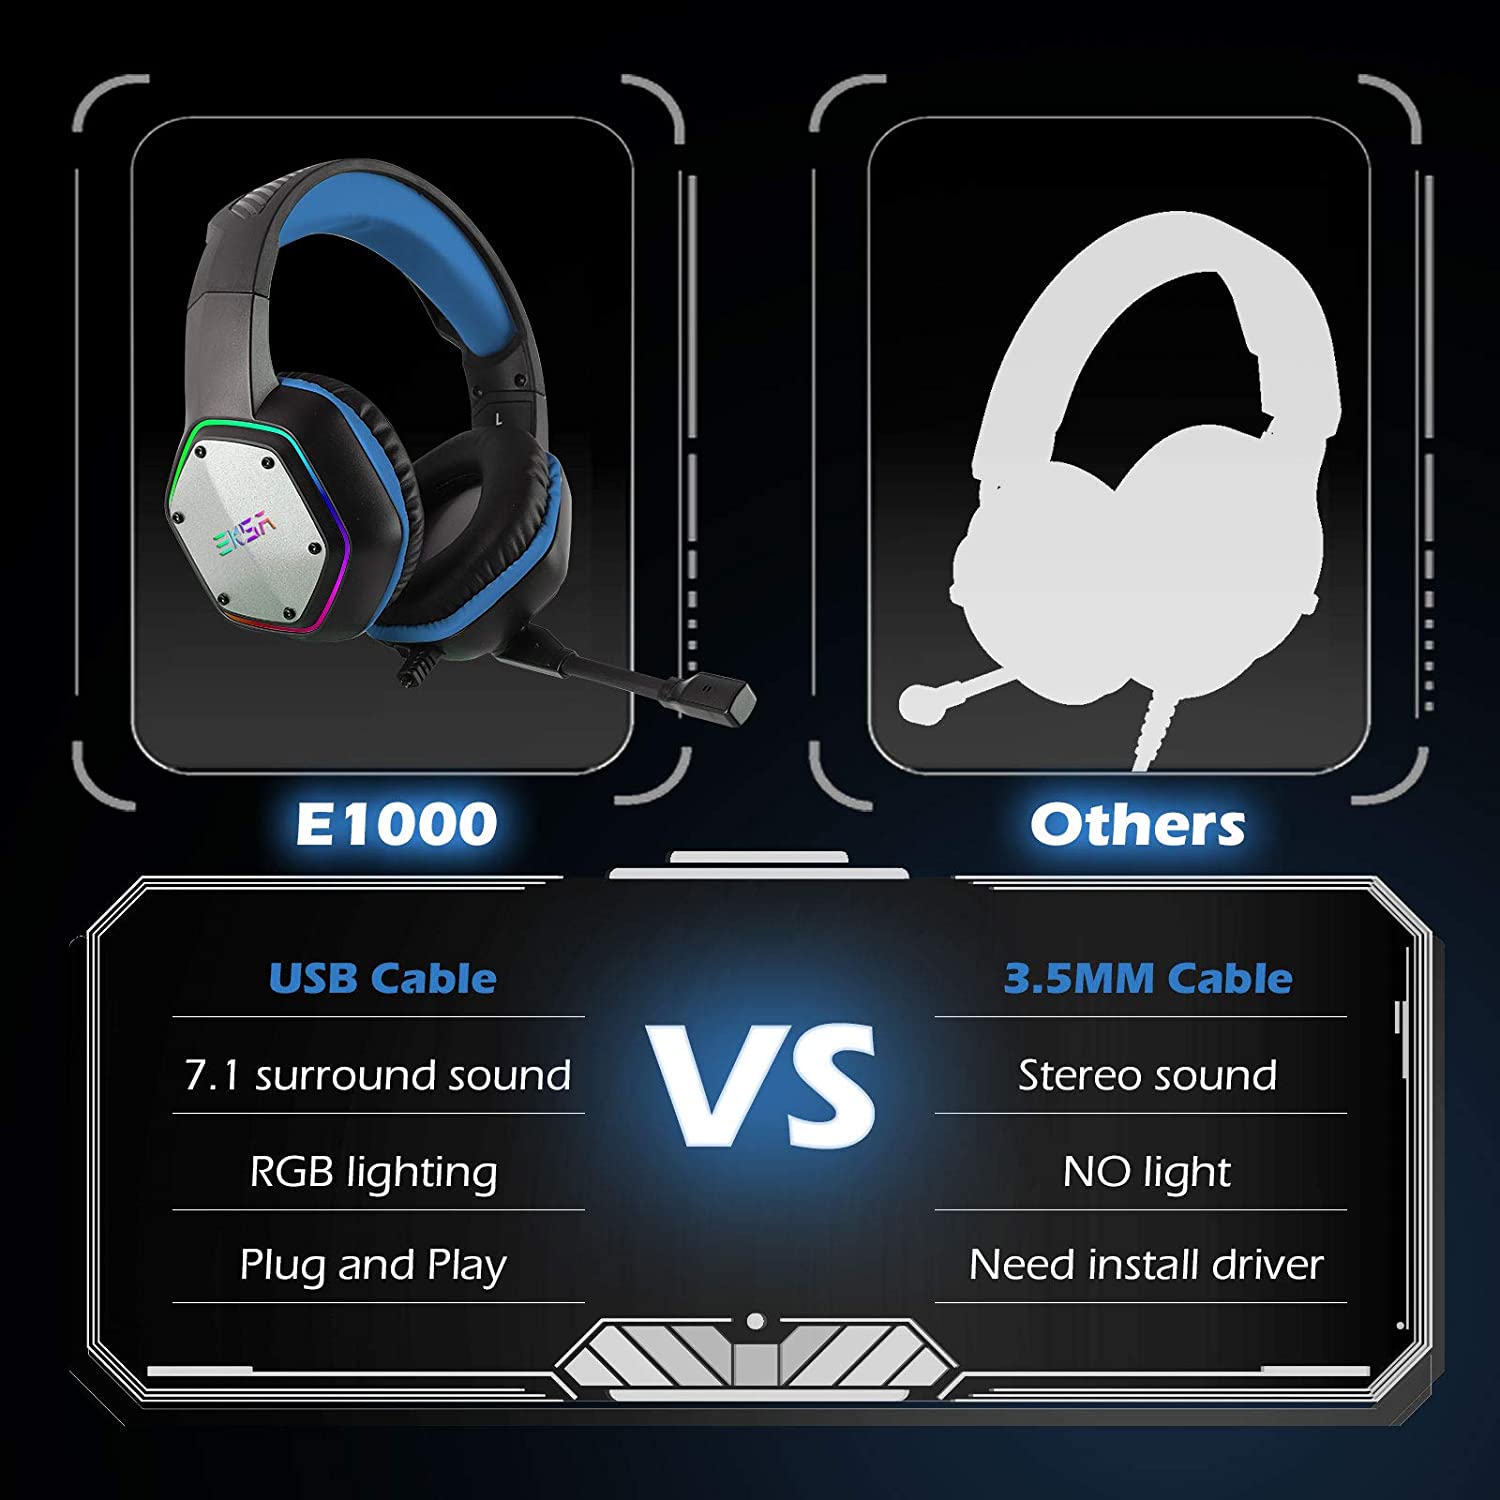 L
EKSA
E1000
Others
USB Cable
3.5MM Cable
VS
7.1 surround sound
Stereo sound
RGB lighting
NO light
Plug and Play
Need install driver